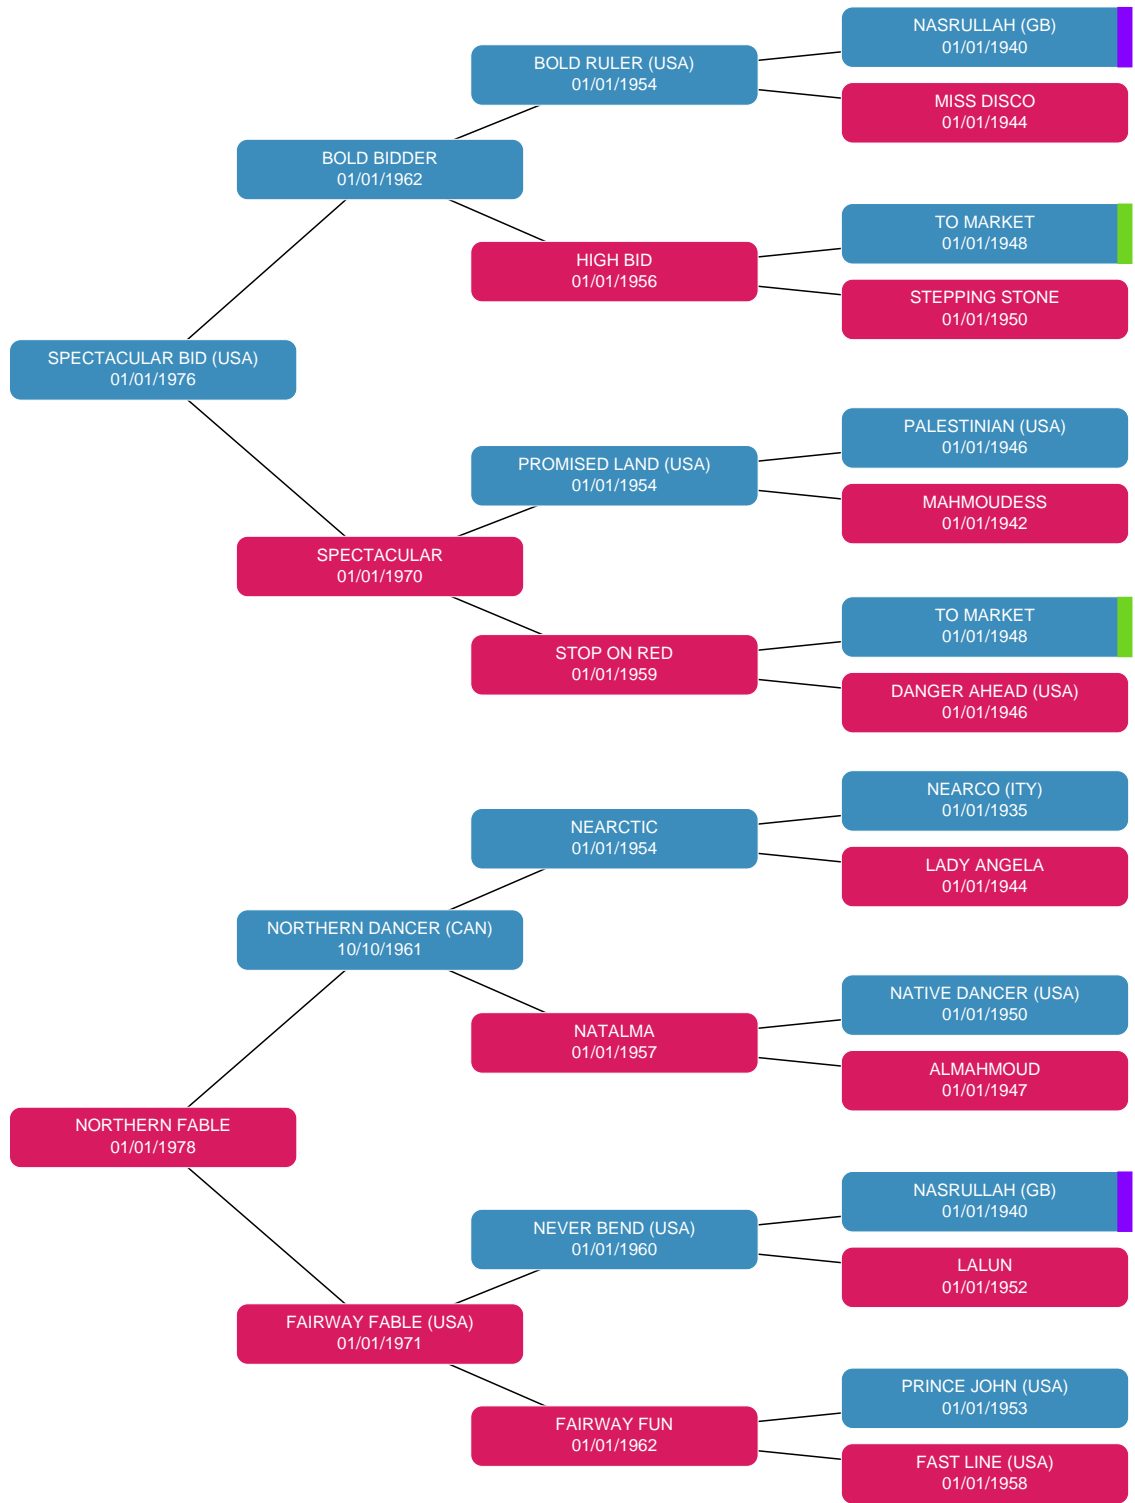 NASRULLAH (GB)
01/01/1940
BOLD RULER (USA)
01/01/1954
MISS DISCO
01/01/1944
BOLD BIDDER
01/01/1962
TO MARKET
01/01/1948
HIGH BID
01/01/1956
STEPPING STONE
01/01/1950
SPECTACULAR BID (USA)
01/01/1976
PALESTINIAN (USA)
01/01/1946
PROMISED LAND (USA)
01/01/1954
MAHMOUDESS
01/01/1942
SPECTACULAR
01/01/1970
TO MARKET
01/01/1948
STOP ON RED
01/01/1959
DANGER AHEAD (USA)
01/01/1946
NEARCO (ITY)
01/01/1935
NEARCTIC
01/01/1954
LADY ANGELA
01/01/1944
NORTHERN DANCER (CAN)
10/10/1961
NATIVE DANCER (USA)
01/01/1950
NATALMA
01/01/1957
ALMAHMOUD
01/01/1947
NORTHERN FABLE
01/01/1978
NASRULLAH (GB)
01/01/1940
NEVER BEND (USA)
01/01/1960
LALUN
01/01/1952
FAIRWAY FABLE (USA)
01/01/1971
PRINCE JOHN (USA)
01/01/1953
FAIRWAY FUN
01/01/1962
FAST LINE (USA)
01/01/1958